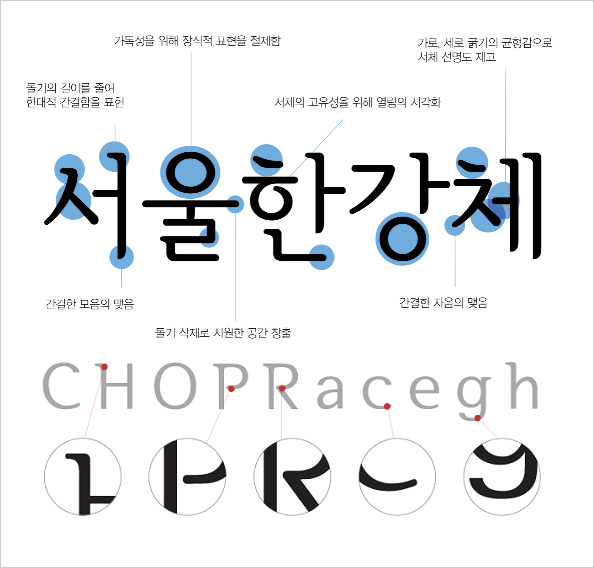 가독성을 위해 장식적 표현을 절제함
가로, 세로 굵기의 균형감으로
서체 선명도 제고
돌기의 길이를 줄여
현대적 간결함을 표현
서체의 고유성을 위해 열림의 시각화
서울한강체
간결한 모음의 맺음
간결한 자음의 맺음
돌기 삭제로 시원한 공간 창출
CHOPRacegh